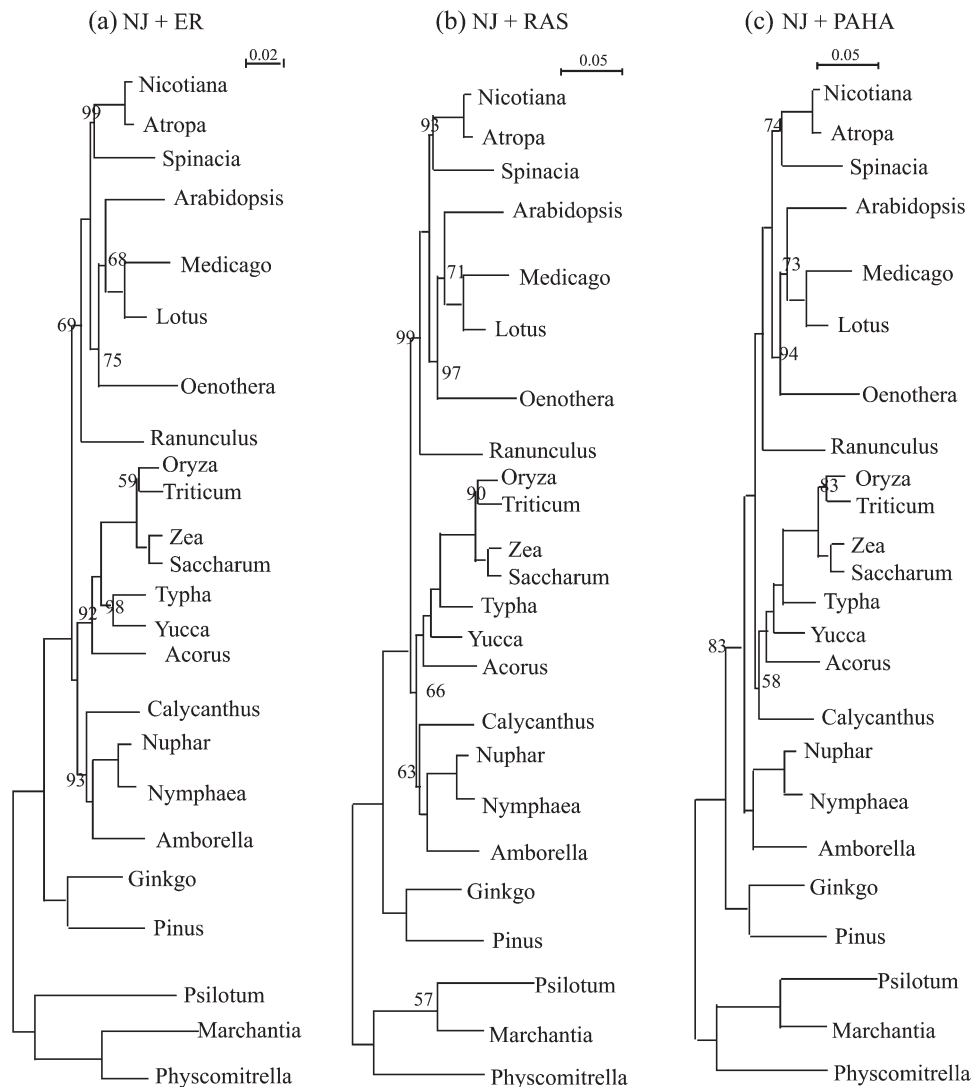 (a) NJ + ER
0.02
Nicotiana
99
Atropa
Spinacia
Arabidopsis
68
Medicago
Lotus
69
75
Oenothera
Ranunculus
Oryza
59
Triticum
Zea
Saccharum
Typha
98
92
Yucca
Acorus
Calycanthus
Nuphar
93
Nymphaea
Amborella
Ginkgo
Pinus
Psilotum
Marchantia
Physcomitrella
(b) NJ + RAS
0.05
Nicotiana
93
Atropa
Spinacia
Arabidopsis
71
Medicago
Lotus
99
97
Oenothera
Ranunculus
Oryza
90
Triticum
Zea
Saccharum
Typha
Yucca
Acorus
66
Calycanthus
Nuphar
63
Nymphaea
Amborella
Ginkgo
Pinus
Psilotum
57
Marchantia
Physcomitrella
(c) NJ + PAHA
0.05
Nicotiana
74
Atropa
Spinacia
Arabidopsis
73
Medicago
Lotus
94
Oenothera
Ranunculus
Oryza
83
Triticum
Zea
Saccharum
Typha
Yucca
83
Acorus
58
Calycanthus
Nuphar
Nymphaea
Amborella
Ginkgo
Pinus
Psilotum
Marchantia
Physcomitrella